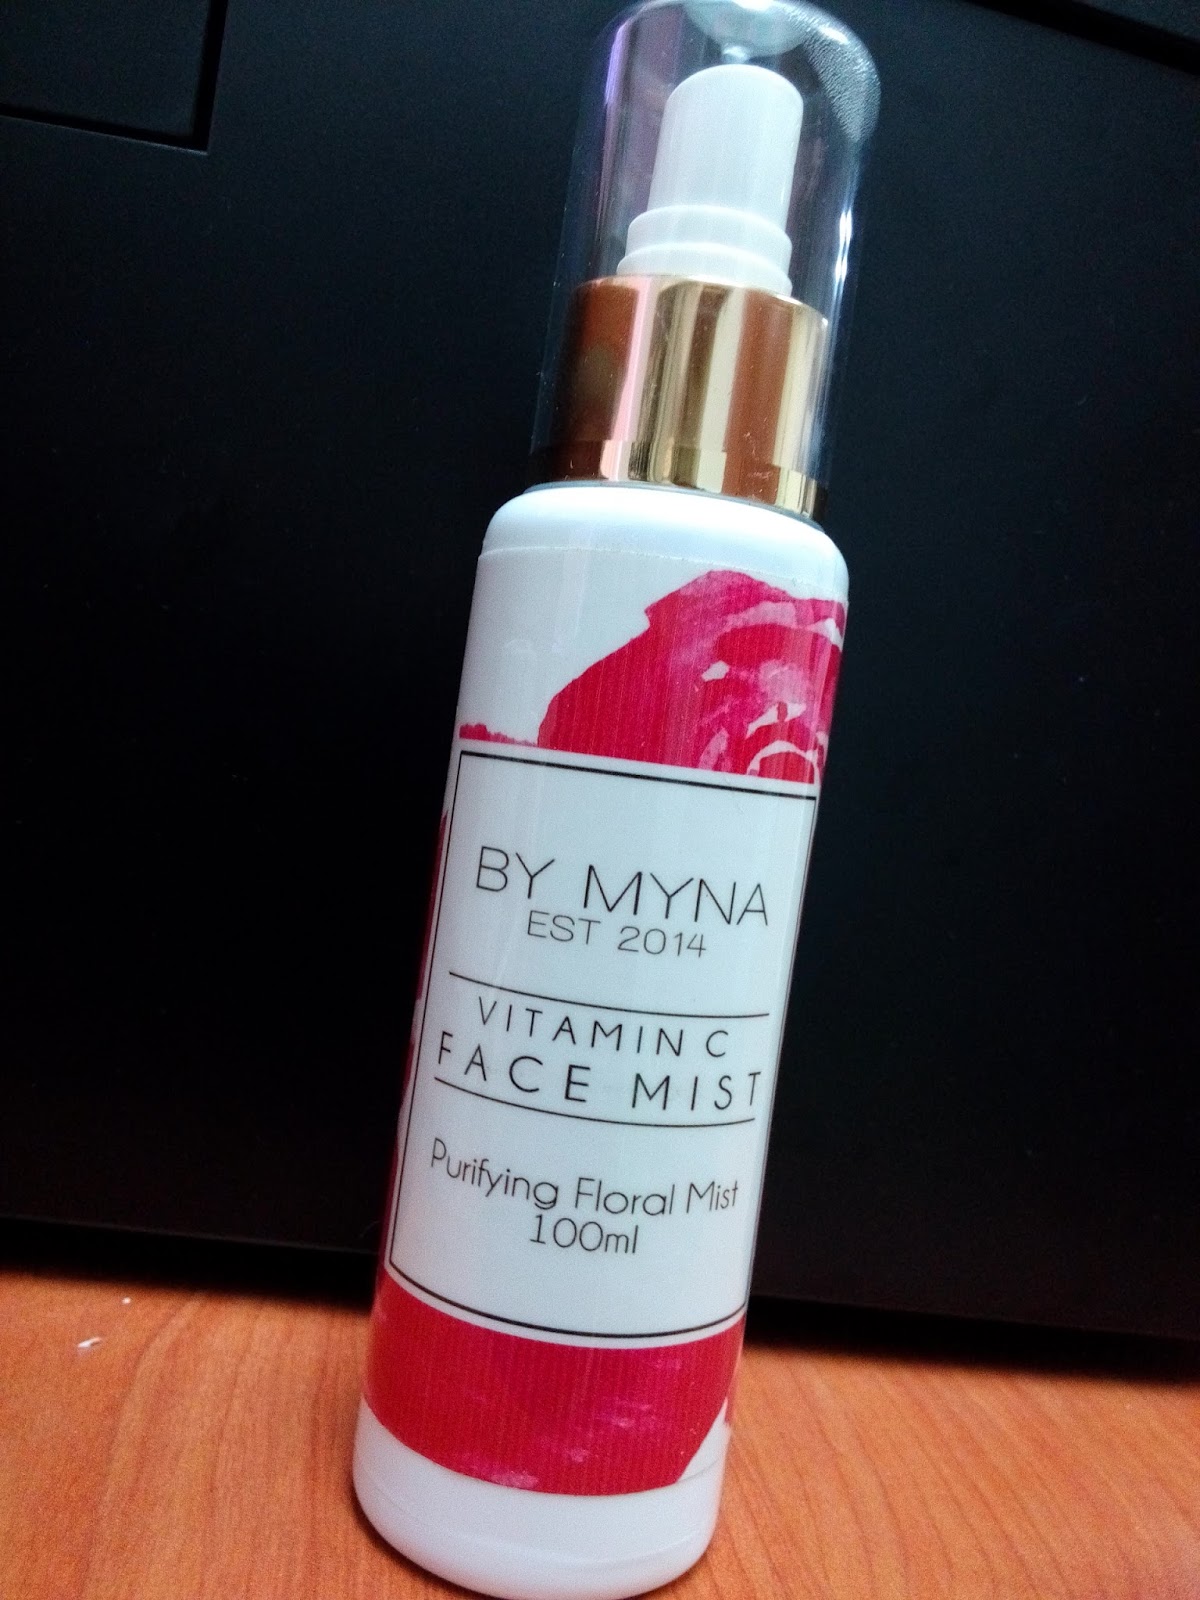 BY MYNA
EST 2014
VITAMIN C
FACE MIST
Purifying Floral Mist
100ml